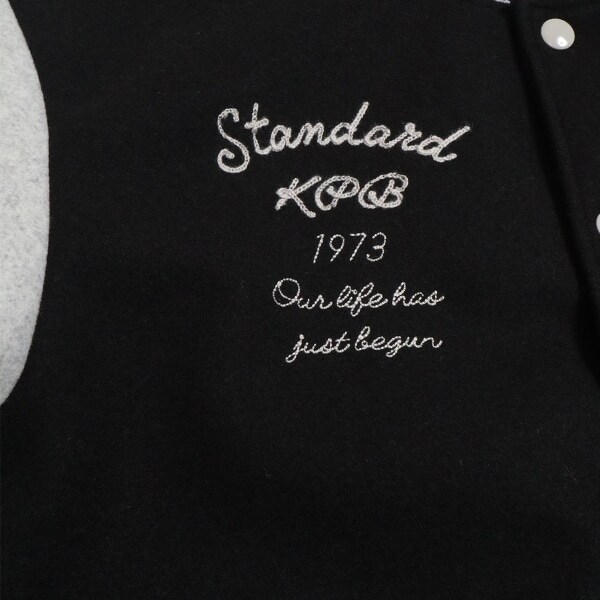 Standard
KPB
1973
Our life has
just begun